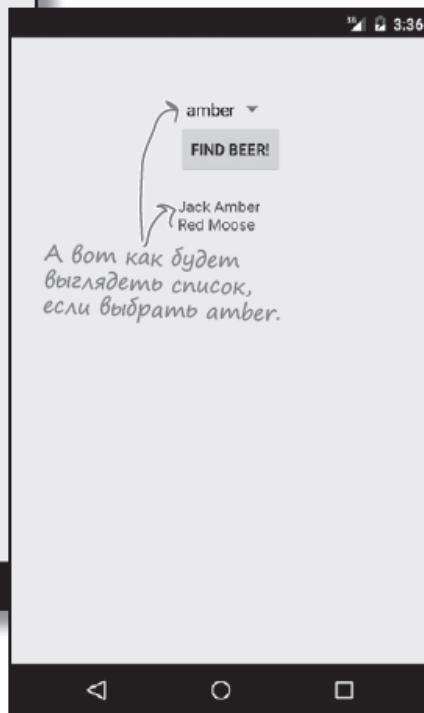 3:36
amber
FIND BEER!
Jack Amber
Red Moose
А вот как будет
выглядеть список,
если выбрать amber.